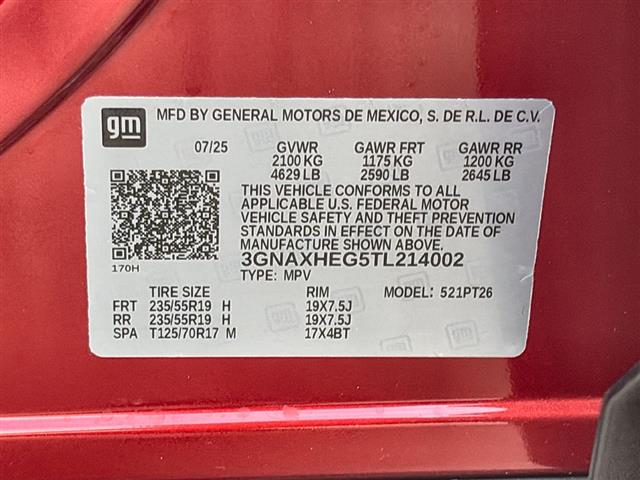 gm MFD BY GENERAL MOTORS DE MEXICO, S. DE R.L. DE C.V.
07/25 GVWR GAWR FRT GAWR RR
2100 KG 1175 KG 1200 KG
4629 LB 2590 LB 2645 LB
THIS VEHICLE CONFORMS TO ALL
APPLICABLE U.S. FEDERAL MOTOR
VEHICLE SAFETY AND THEFT PREVENTION
STANDARDS IN EFFECT ON THE DATE OF
MANUFACTURE SHOWN ABOVE.
3GNAXHEG5TL214002
170H TYPE: MPV
TIRE SIZE RIM MODEL: 521PT26
FRT 235/55R19 H 19X7.5J
RR 235/55R19 H 19X7.5J
SPA T125/70R17 M 17X4BT